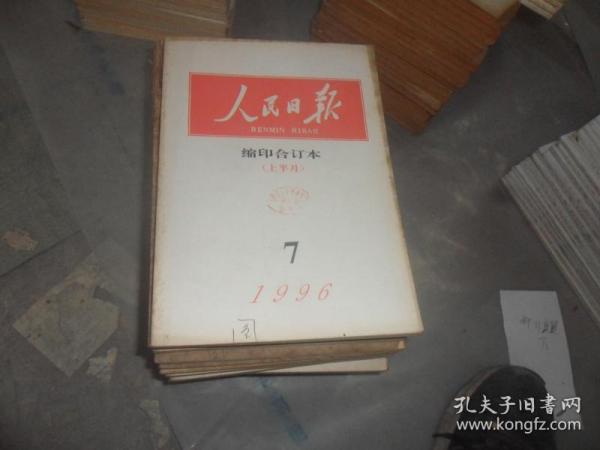 人民日报
RENMIN RIBAO
缩印合订本
（上半月）
7
1996
孔夫子旧书网
www.kongfz.com